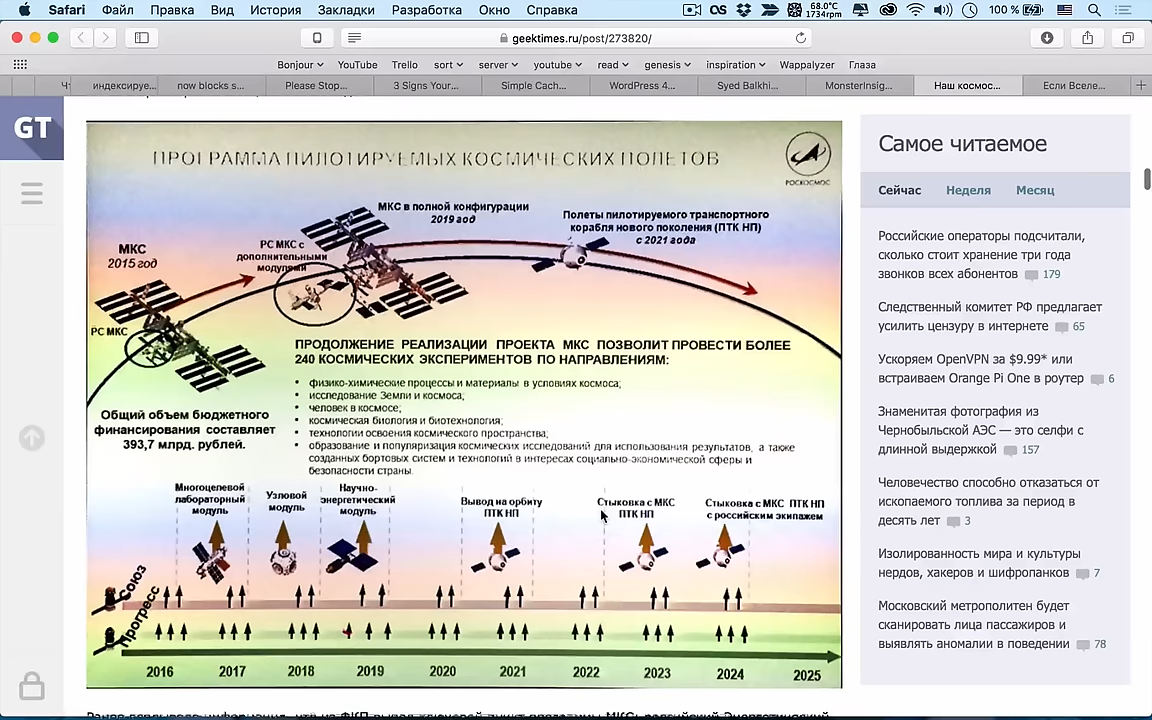 Safari Файл Правка Вид История Закладки Разработка Окно Справка
68.0°C
1734rpm
100 %
geektimes.ru/post/273820/
Bonjour YouTube Trello sort server youtube read genesis inspiration Wappalyzer Глаза
индексируе... now blocks s... Please Stop... 3 Signs Your... Simple Cach... WordPress 4... Syed Balkhi... MonsterInsig... Наш космос... Если Вселе...
GT
ПРОГРАММА ПИЛОТИРУЕМЫХ КОСМИЧЕСКИХ ПОЛЕТОВ
РОСКОСМОС
МКС
2015 год
РС МКС
РС МКС с
дополнительными
модулями
МКС в полной конфигурации
2019 год
Полеты пилотируемого транспортного
корабля нового поколения (ПТК НП)
с 2021 года
ПРОДОЛЖЕНИЕ РЕАЛИЗАЦИИ ПРОЕКТА МКС ПОЗВОЛИТ ПРОВЕСТИ БОЛЕЕ
240 КОСМИЧЕСКИХ ЭКСПЕРИМЕНТОВ ПО НАПРАВЛЕНИЯМ:
• физико-химические процессы и материалы в условиях космоса;
• исследование Земли и космоса;
• человек в космосе;
• космическая биология и биотехнология;
• технологии освоения космического пространства;
• образование и популяризация космических исследований для использования результатов, а также
созданных бортовых систем и технологий в интересах социально-экономической сферы и
безопасности страны.
Общий объем бюджетного
финансирования составляет
393,7 млрд. рублей.
Многоцелевой
лабораторный
модуль
Узловой
модуль
Научно-
энергетический
модуль
Вывод на орбиту
ПТК НП
Стыковка с МКС
ПТК НП
Стыковка с МКС ПТК НП
с российским экипажем
Союз
Прогресс
2016 2017 2018 2019 2020 2021 2022 2023 2024 2025
Самое читаемое
Сейчас Неделя Месяц
Российские операторы подсчитали,
сколько стоит хранение три года
звонков всех абонентов 179
Следственный комитет РФ предлагает
усилить цензуру в интернете 65
Ускоряем OpenVPN за $9.99* или
встраиваем Orange Pi One в роутер 6
Знаменитая фотография из
Чернобыльской АЭС — это селфи с
длинной выдержкой 157
Человечество способно отказаться от
ископаемого топлива за период в
десять лет 3
Изолированность мира и культуры
нердов, хакеров и шифропанков 7
Московский метрополитен будет
сканировать лица пассажиров и
выявлять аномалии в поведении 78